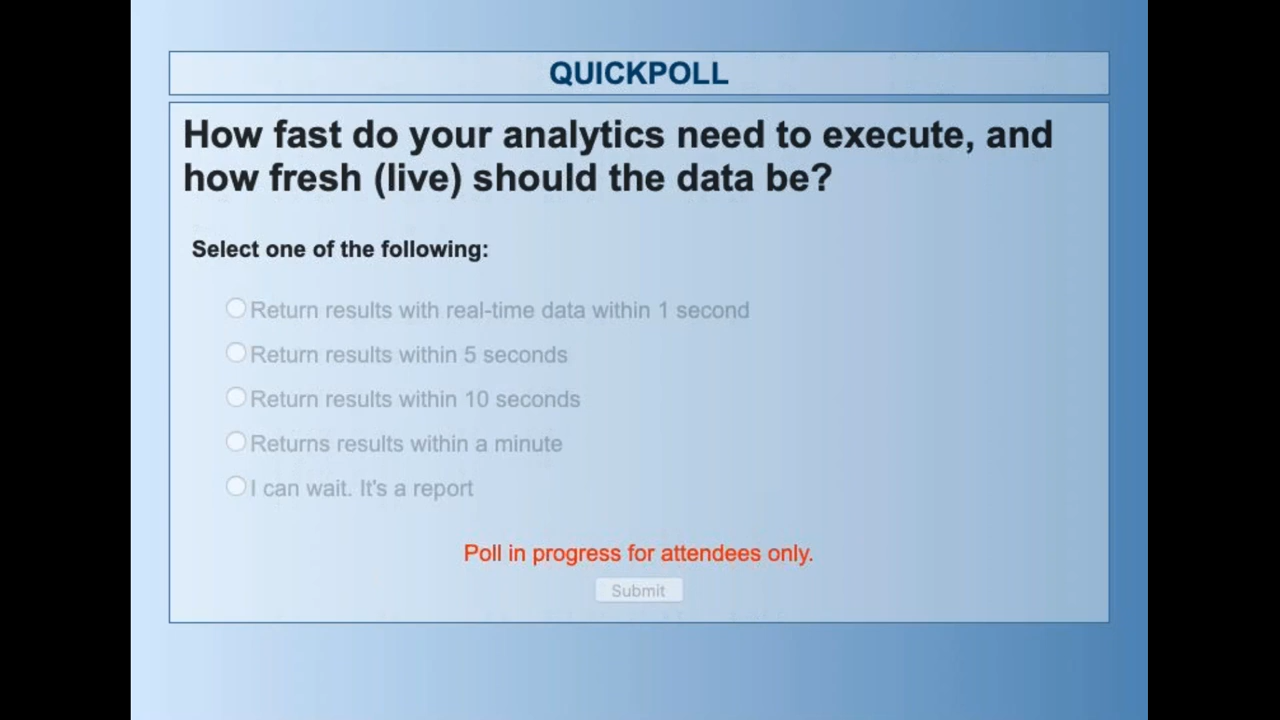 QUICKPOLL
How fast do your analytics need to execute, and
how fresh (live) should the data be?
Select one of the following:
Return results with real-time data within 1 second
Return results within 5 seconds
Return results within 10 seconds
Returns results within a minute
I can wait. It's a report
Poll in progress for attendees only.
Submit